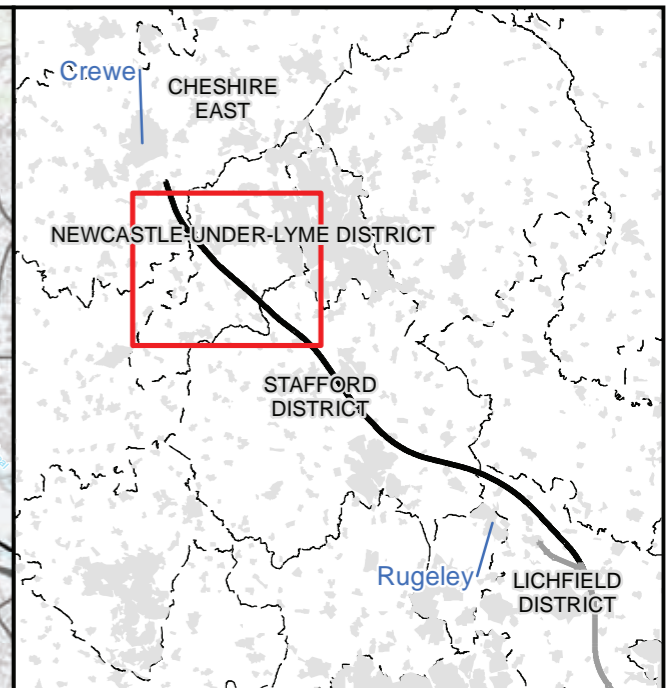 Crewe
CHESHIRE
EAST
NEWCASTLE-UNDER-LYME DISTRICT
STAFFORD
DISTRICT
Rugeley
LICHFIELD
DISTRICT